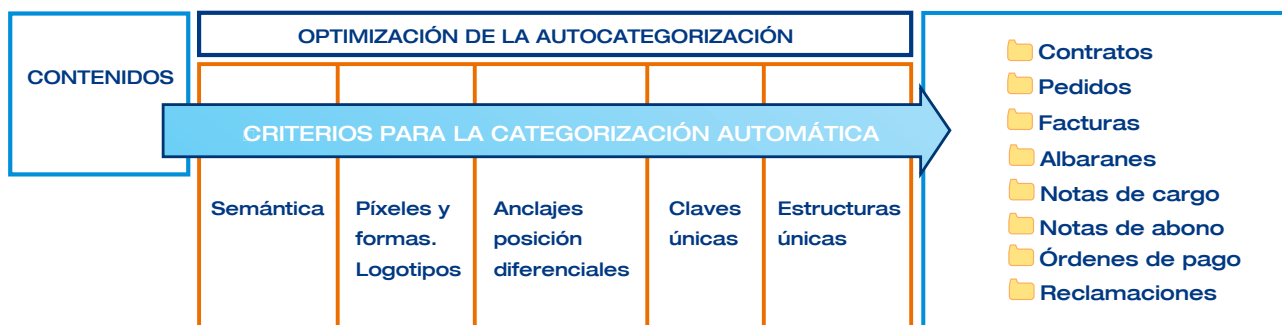 OPTIMIZACIÓN DE LA AUTOCATEGORIZACIÓN
CONTENIDOS
CRITERIOS PARA LA CATEGORIZACIÓN AUTOMÁTICA
Semántica
Píxeles y
formas.
Logotipos
Anclajes
posición
diferenciales
Claves
únicas
Estructuras
únicas
Contratos
Pedidos
Facturas
Albaranes
Notas de cargo
Notas de abono
Órdenes de pago
Reclamaciones